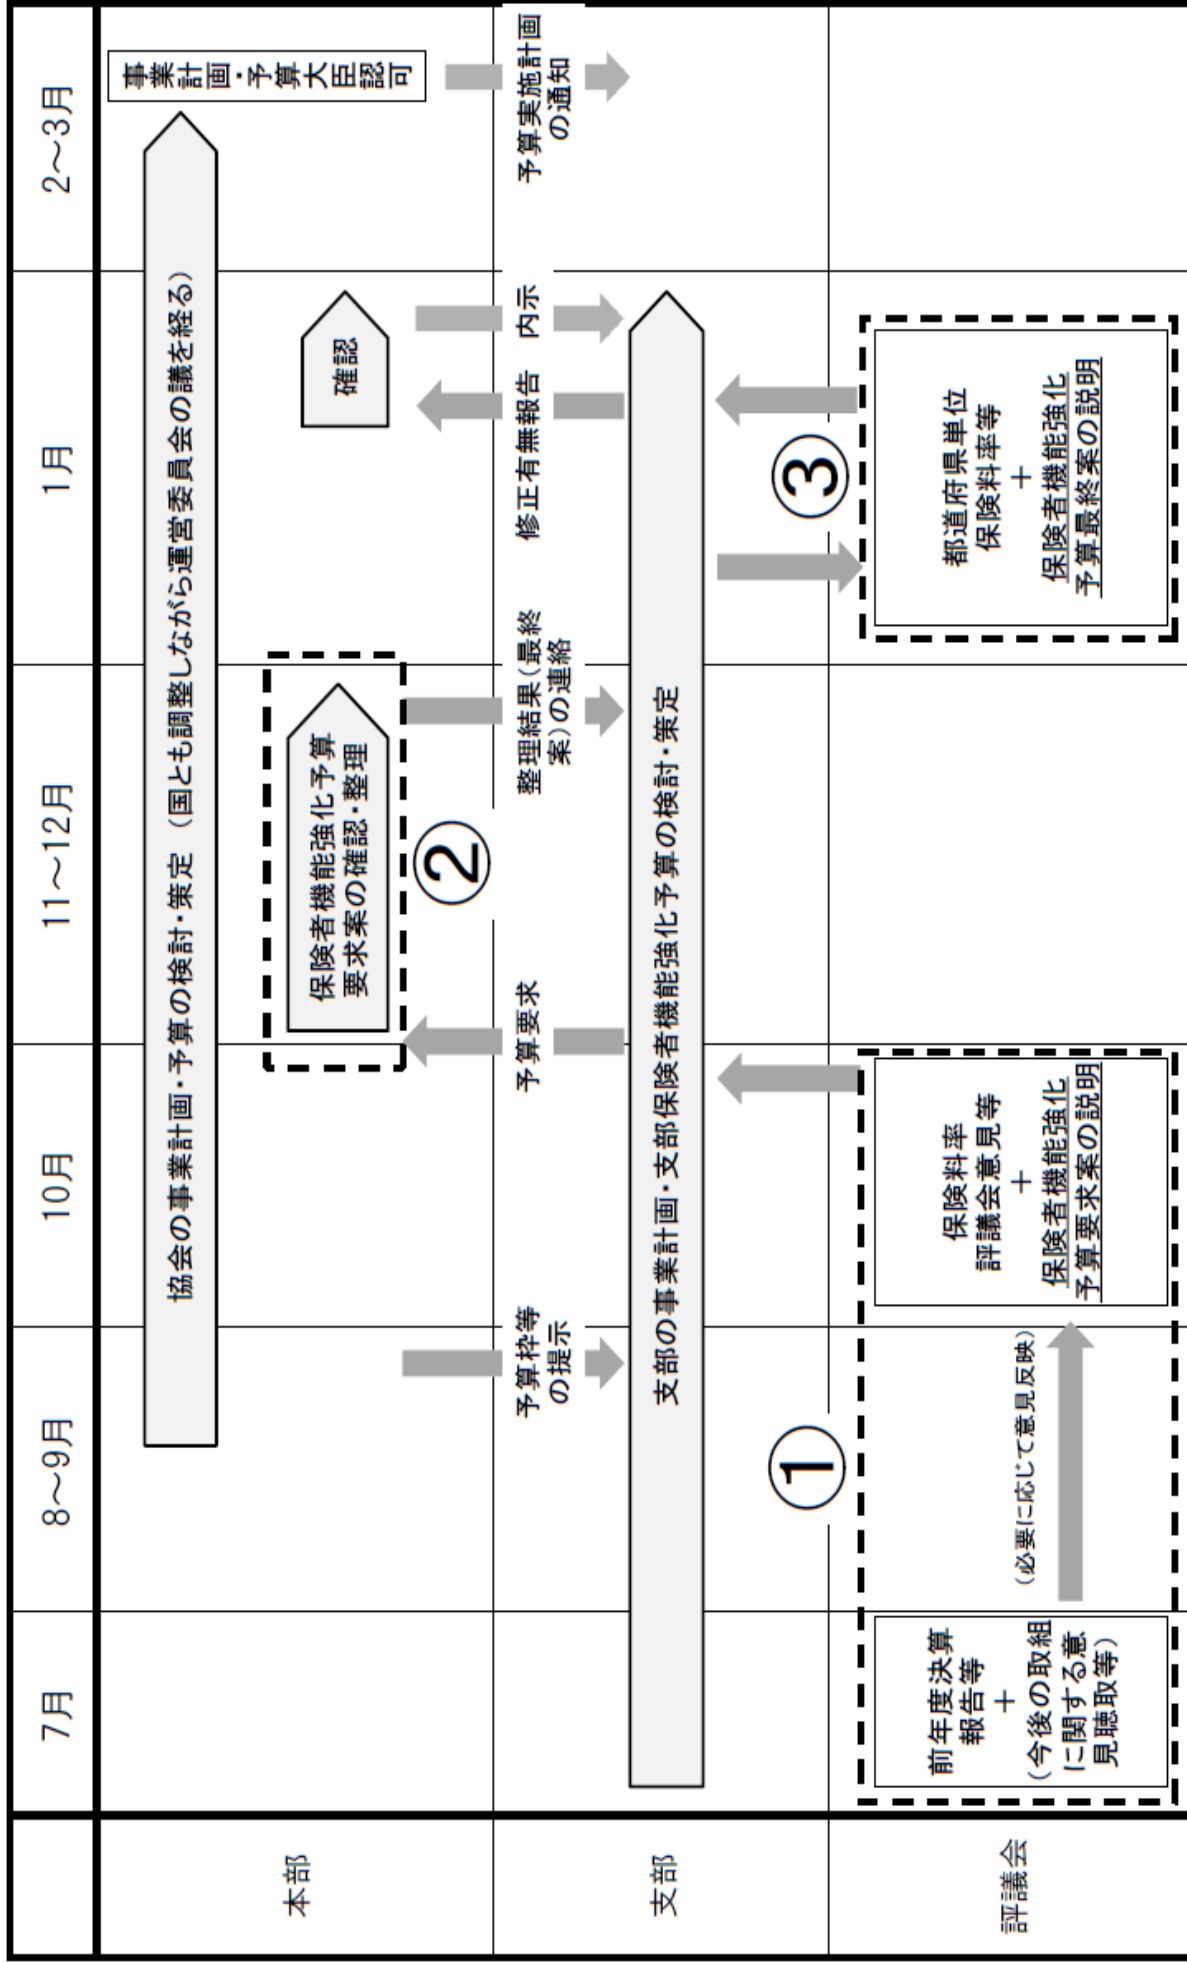 7月
8～9月
10月
11～12月
1月
2～3月
本部
協会の事業計画・予算の検討・策定 （国とも調整しながら運営委員会の議を経る）
事業計画・予算大臣認可
保険者機能強化予算
要求案の確認・整理
確認
②
予算枠等
の提示
予算要求
整理結果（最終
案）の連絡
修正有無報告
内示
予算実施計画
の通知
支部
支部の事業計画・支部保険者機能強化予算の検討・策定
①
③
評議会
前年度決算
報告等
＋
（今後の取組
に関する意
見聴取等）
（必要に応じて意見反映）
保険料率
評議会意見等
＋
保険者機能強化
予算要求案の説明
都道府県単位
保険料率等
＋
保険者機能強化
予算最終案の説明